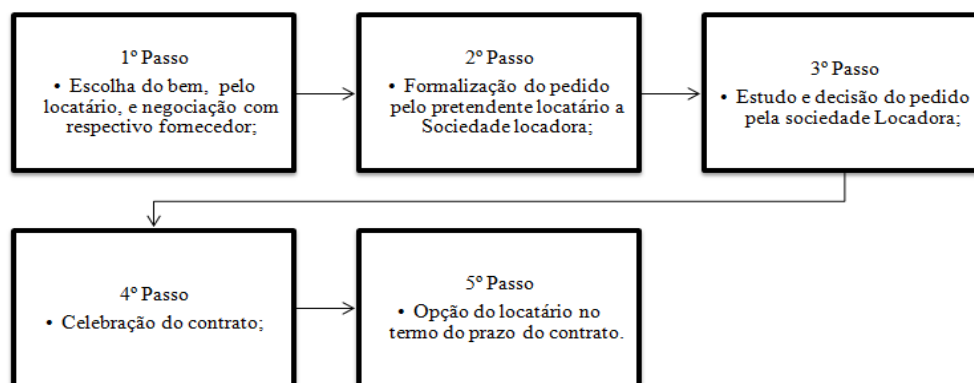 1º Passo
• Escolha do bem, pelo
locatário, e negociação com
respectivo fornecedor;
2º Passo
• Formalização do pedido
pelo pretendente locatário a
Sociedade locadora;
3º Passo
• Estudo e decisão do pedido
pela sociedade Locadora;
4º Passo
• Celebração do contrato;
5º Passo
• Opção do locatário no
termo do prazo do contrato.